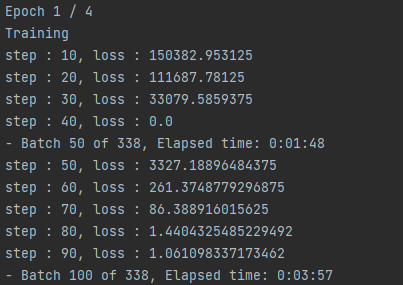 Epoch 1 / 4
Training
step : 10, loss : 150382.953125
step : 20, loss : 111687.78125
step : 30, loss : 33079.5859375
step : 40, loss : 0.0
- Batch 50 of 338, Elapsed time: 0:01:48
step : 50, loss : 3327.18896484375
step : 60, loss : 261.3748779296875
step : 70, loss : 86.388916015625
step : 80, loss : 1.4404325485229492
step : 90, loss : 1.061098337173462
- Batch 100 of 338, Elapsed time: 0:03:57